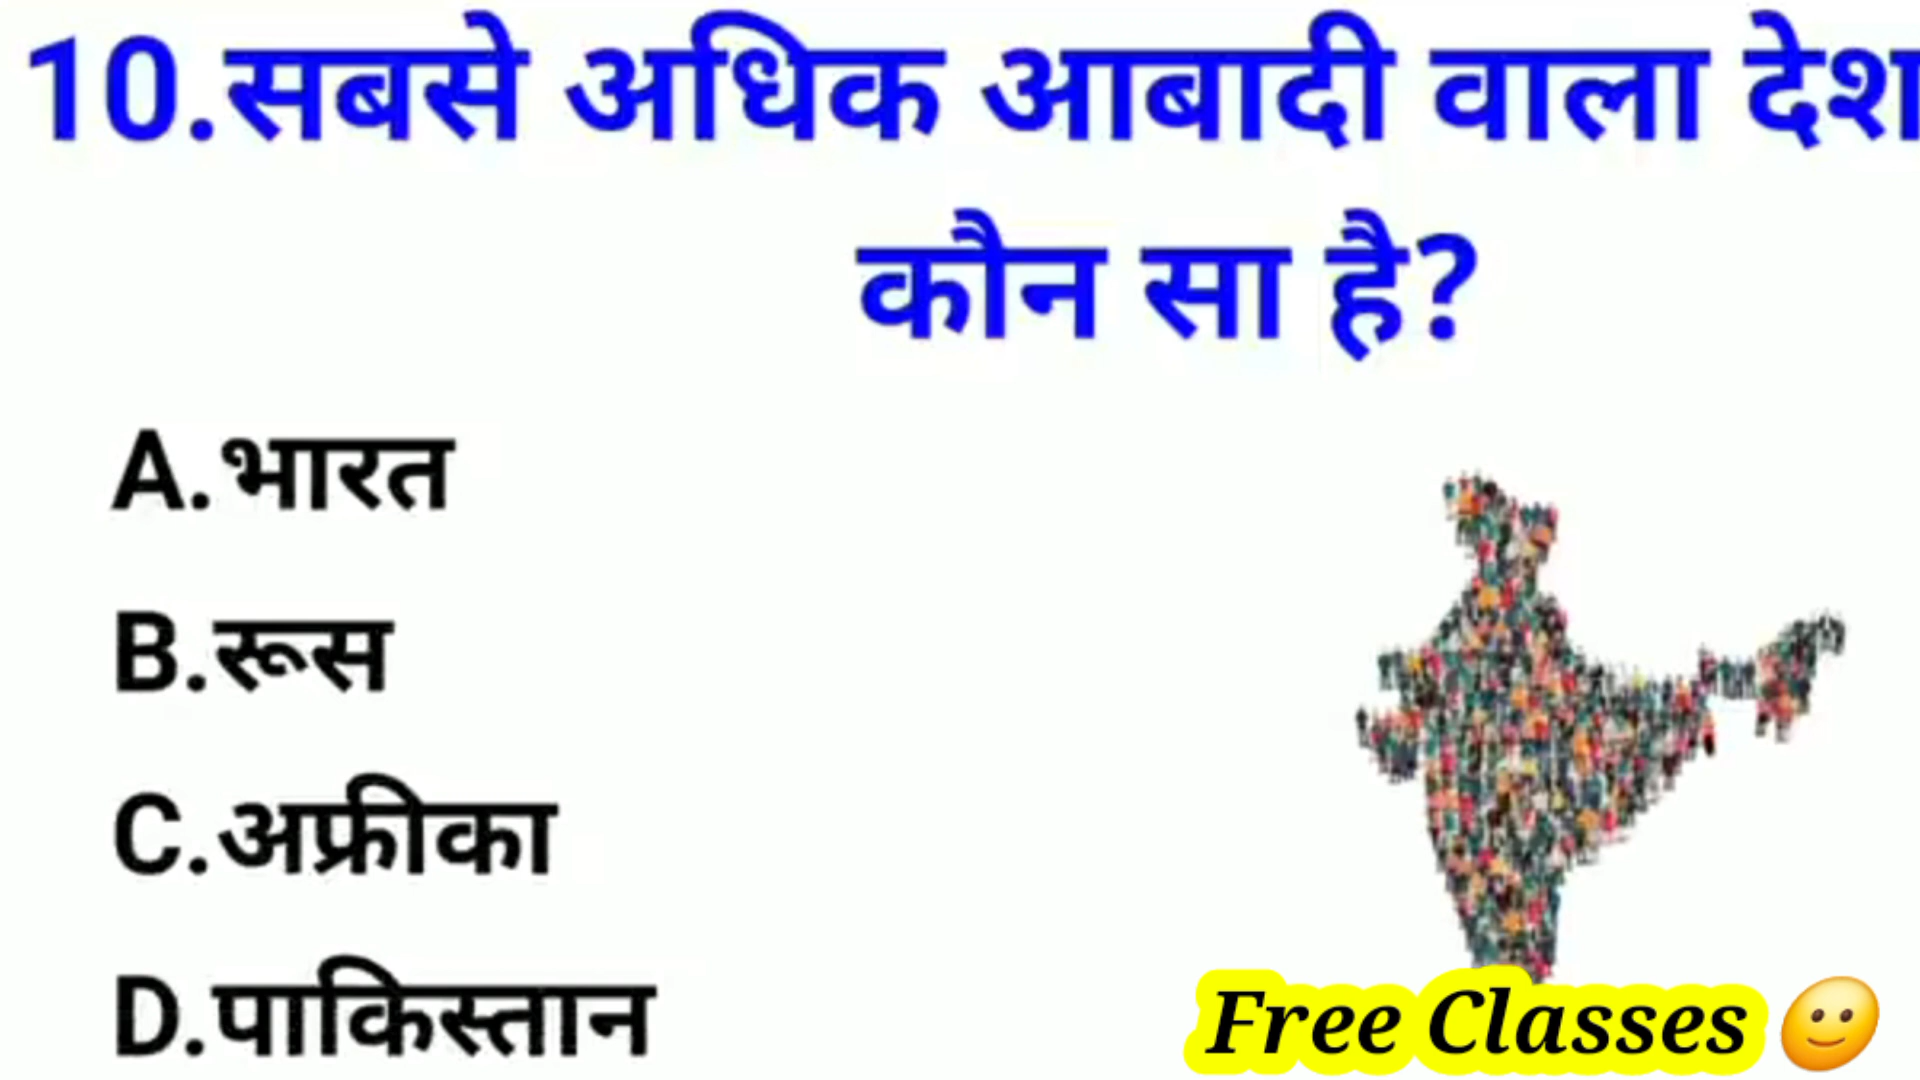 10.सबसे अधिक आबादी वाला देश
कौन सा है?
A.भारत
B.रूस
C.अफ्रीका
D.पाकिस्तान
Free Classes